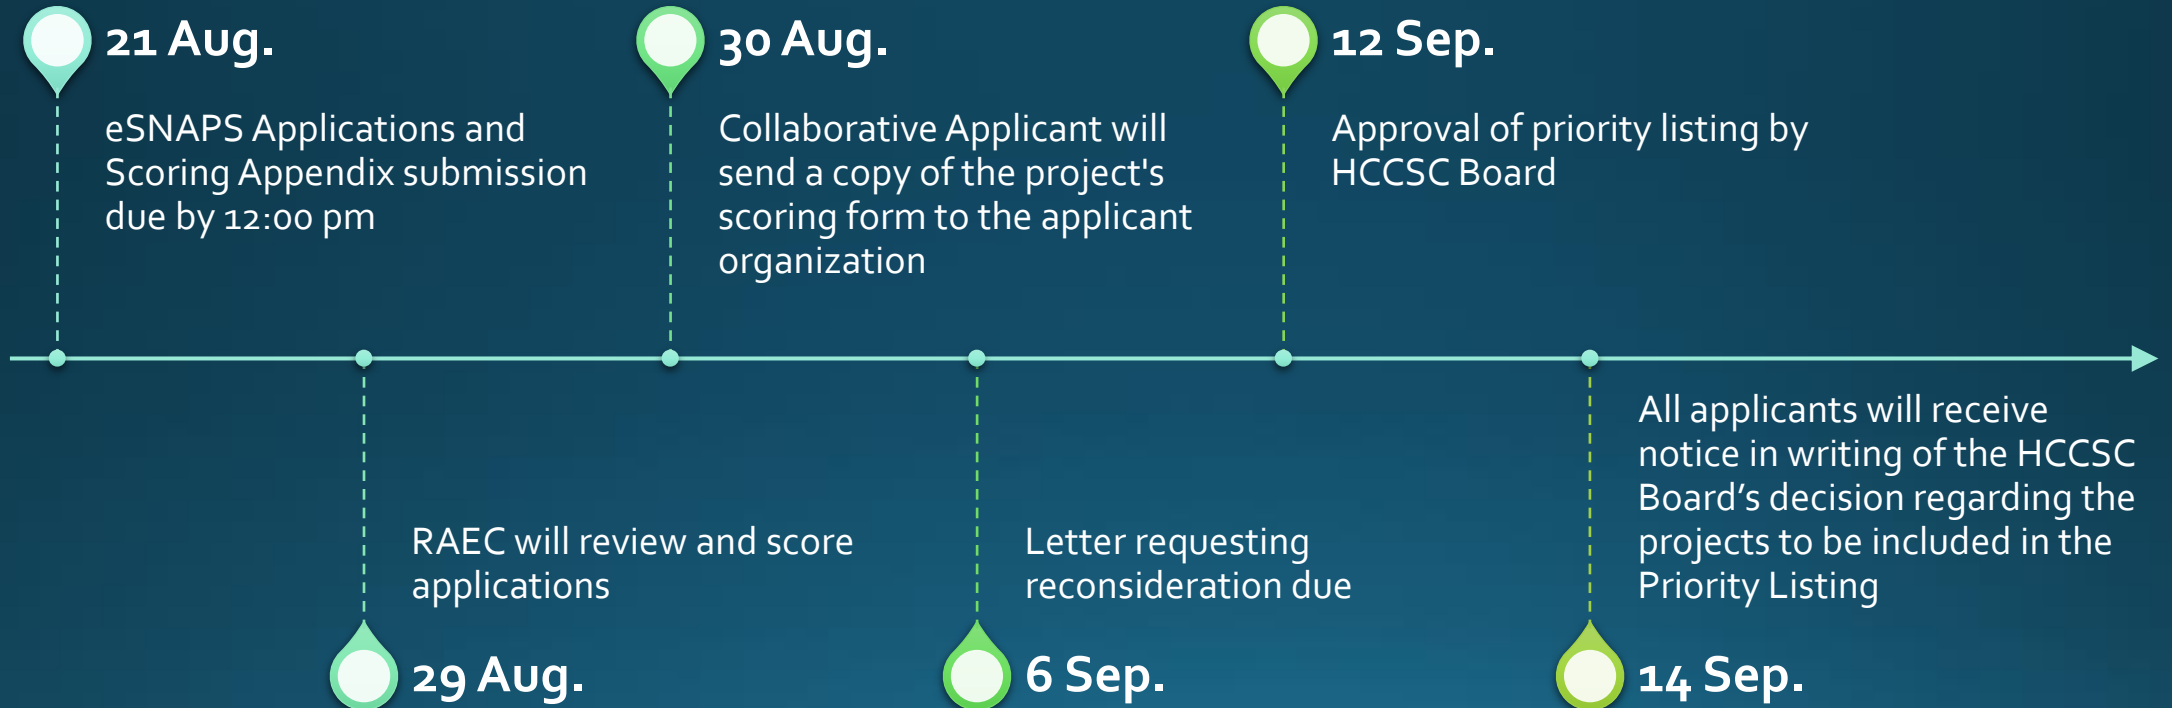 21 Aug.
eSNAPS Applications and
Scoring Appendix submission
due by 12:00 pm
29 Aug.
RAEC will review and score
applications
30 Aug.
Collaborative Applicant will
send a copy of the project's
scoring form to the applicant
organization
6 Sep.
Letter requesting
reconsideration due
12 Sep.
Approval of priority listing by
HCCSC Board
14 Sep.
All applicants will receive
notice in writing of the HCCSC
Board’s decision regarding the
projects to be included in the
Priority Listing